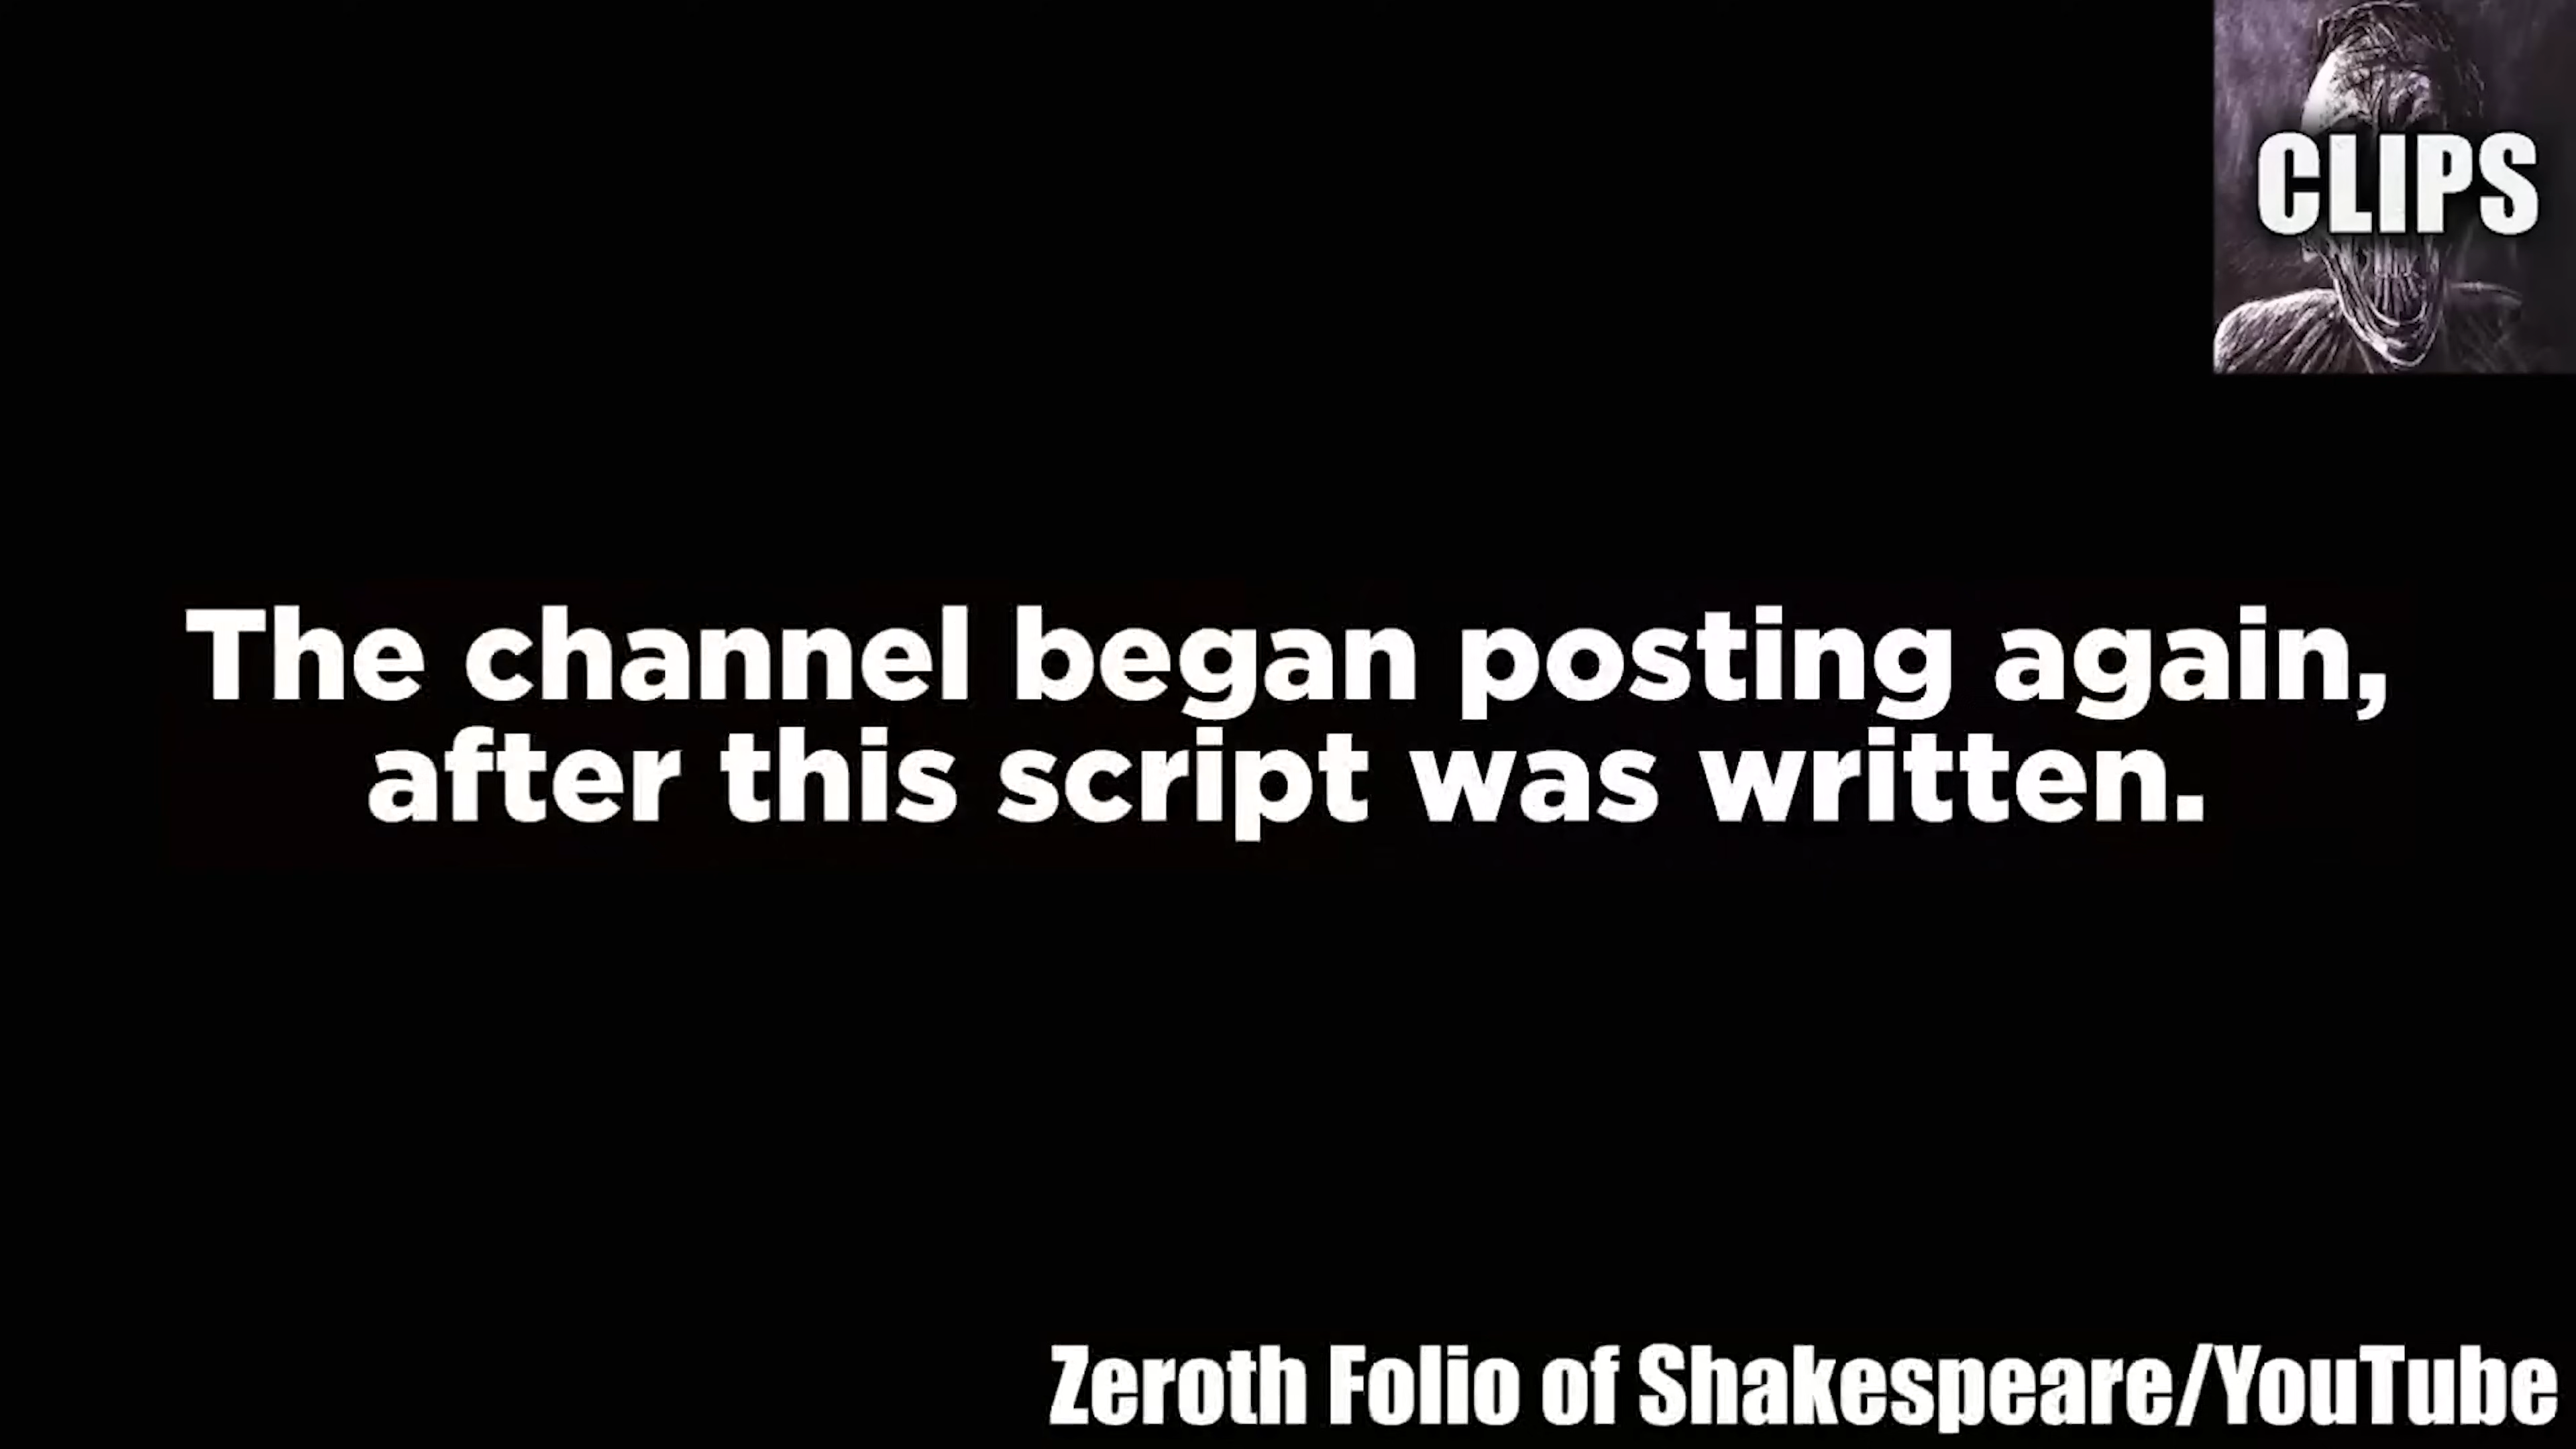 CLIPS
The channel began posting again,
after this script was written.
Zeroth Folio of Shakespeare/YouTube